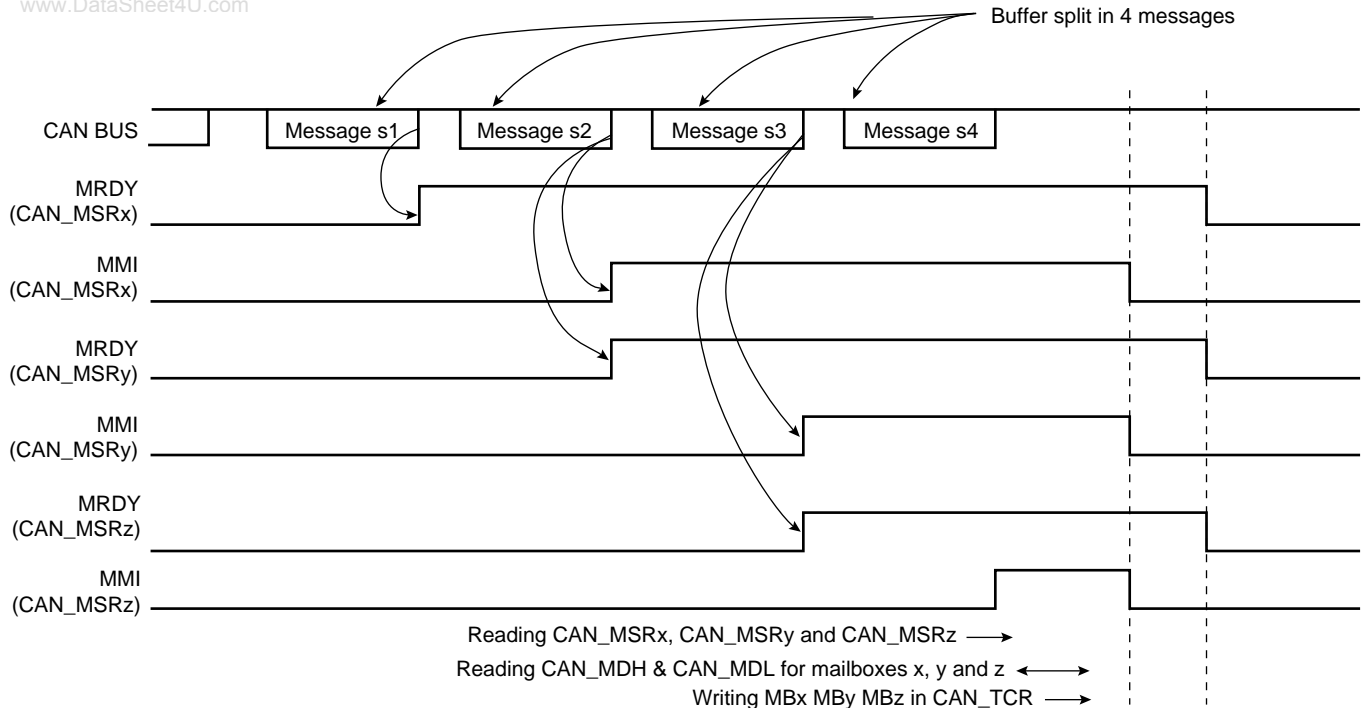 www.DataSheet4U.com
Buffer split in 4 messages
CAN BUS
Message s1
Message s2
Message s3
Message s4
MRDY
(CAN_MSRx)
MMI
(CAN_MSRx)
MRDY
(CAN_MSRy)
MMI
(CAN_MSRy)
MRDY
(CAN_MSRz)
MMI
(CAN_MSRz)
Reading CAN_MSRx, CAN_MSRy and CAN_MSRz
Reading CAN_MDH & CAN_MDL for mailboxes x, y and z
Writing MBx MBy MBz in CAN_TCR